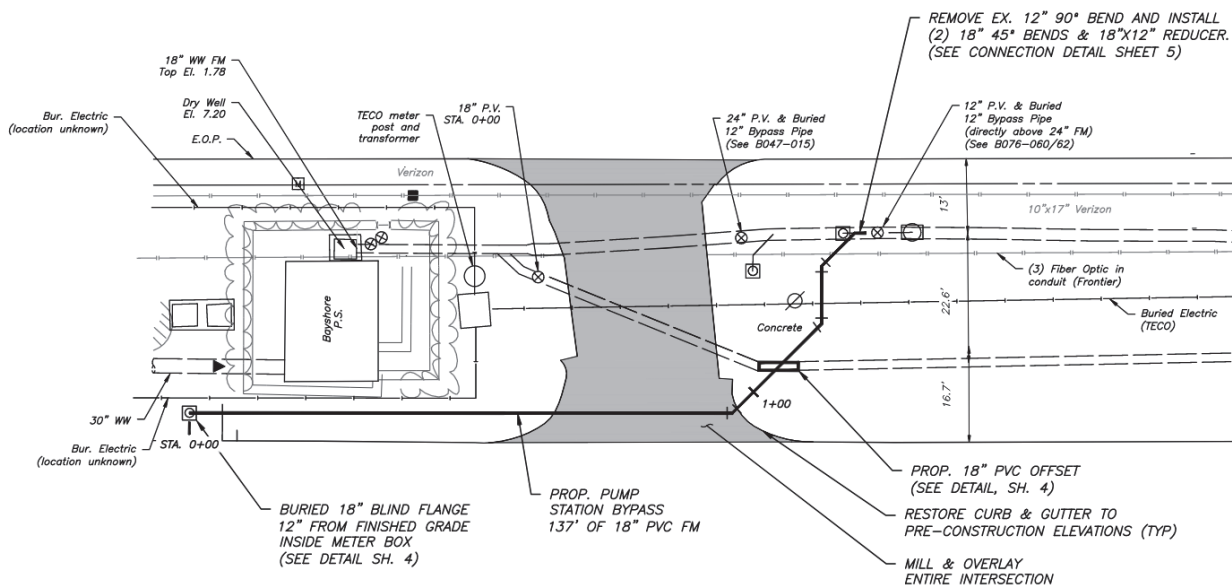 REMOVE EX. 12" 90° BEND AND INSTALL
(2) 18" 45° BENDS & 18"X12" REDUCER.
(SEE CONNECTION DETAIL SHEET 5)
18" WW FM
Top El. 1.78
Dry Well
El. 7.20
Bur. Electric
(location unknown)
E.O.P.
TECO meter
post and
transformer
18" P.V.
STA. 0+00
24" P.V. & Buried
12" Bypass Pipe
(See B047-015)
12" P.V. & Buried
12" Bypass Pipe
(directly above 24" FM)
(See B076-060/62)
Verizon
M
13'
10"x17" Verizon
(3) Fiber Optic in
conduit (Frontier)
22.6'
Buried Electric
(TECO)
Bayshore
P.S.
Concrete
16.7'
1+00
30" WW
STA. 0+00
Bur. Electric
(location unknown)
BURIED 18" BLIND FLANGE
12" FROM FINISHED GRADE
INSIDE METER BOX
(SEE DETAIL SH. 4)
PROP. PUMP
STATION BYPASS
137' OF 18" PVC FM
PROP. 18" PVC OFFSET
(SEE DETAIL, SH. 4)
RESTORE CURB & GUTTER TO
PRE-CONSTRUCTION ELEVATIONS (TYP)
MILL & OVERLAY
ENTIRE INTERSECTION